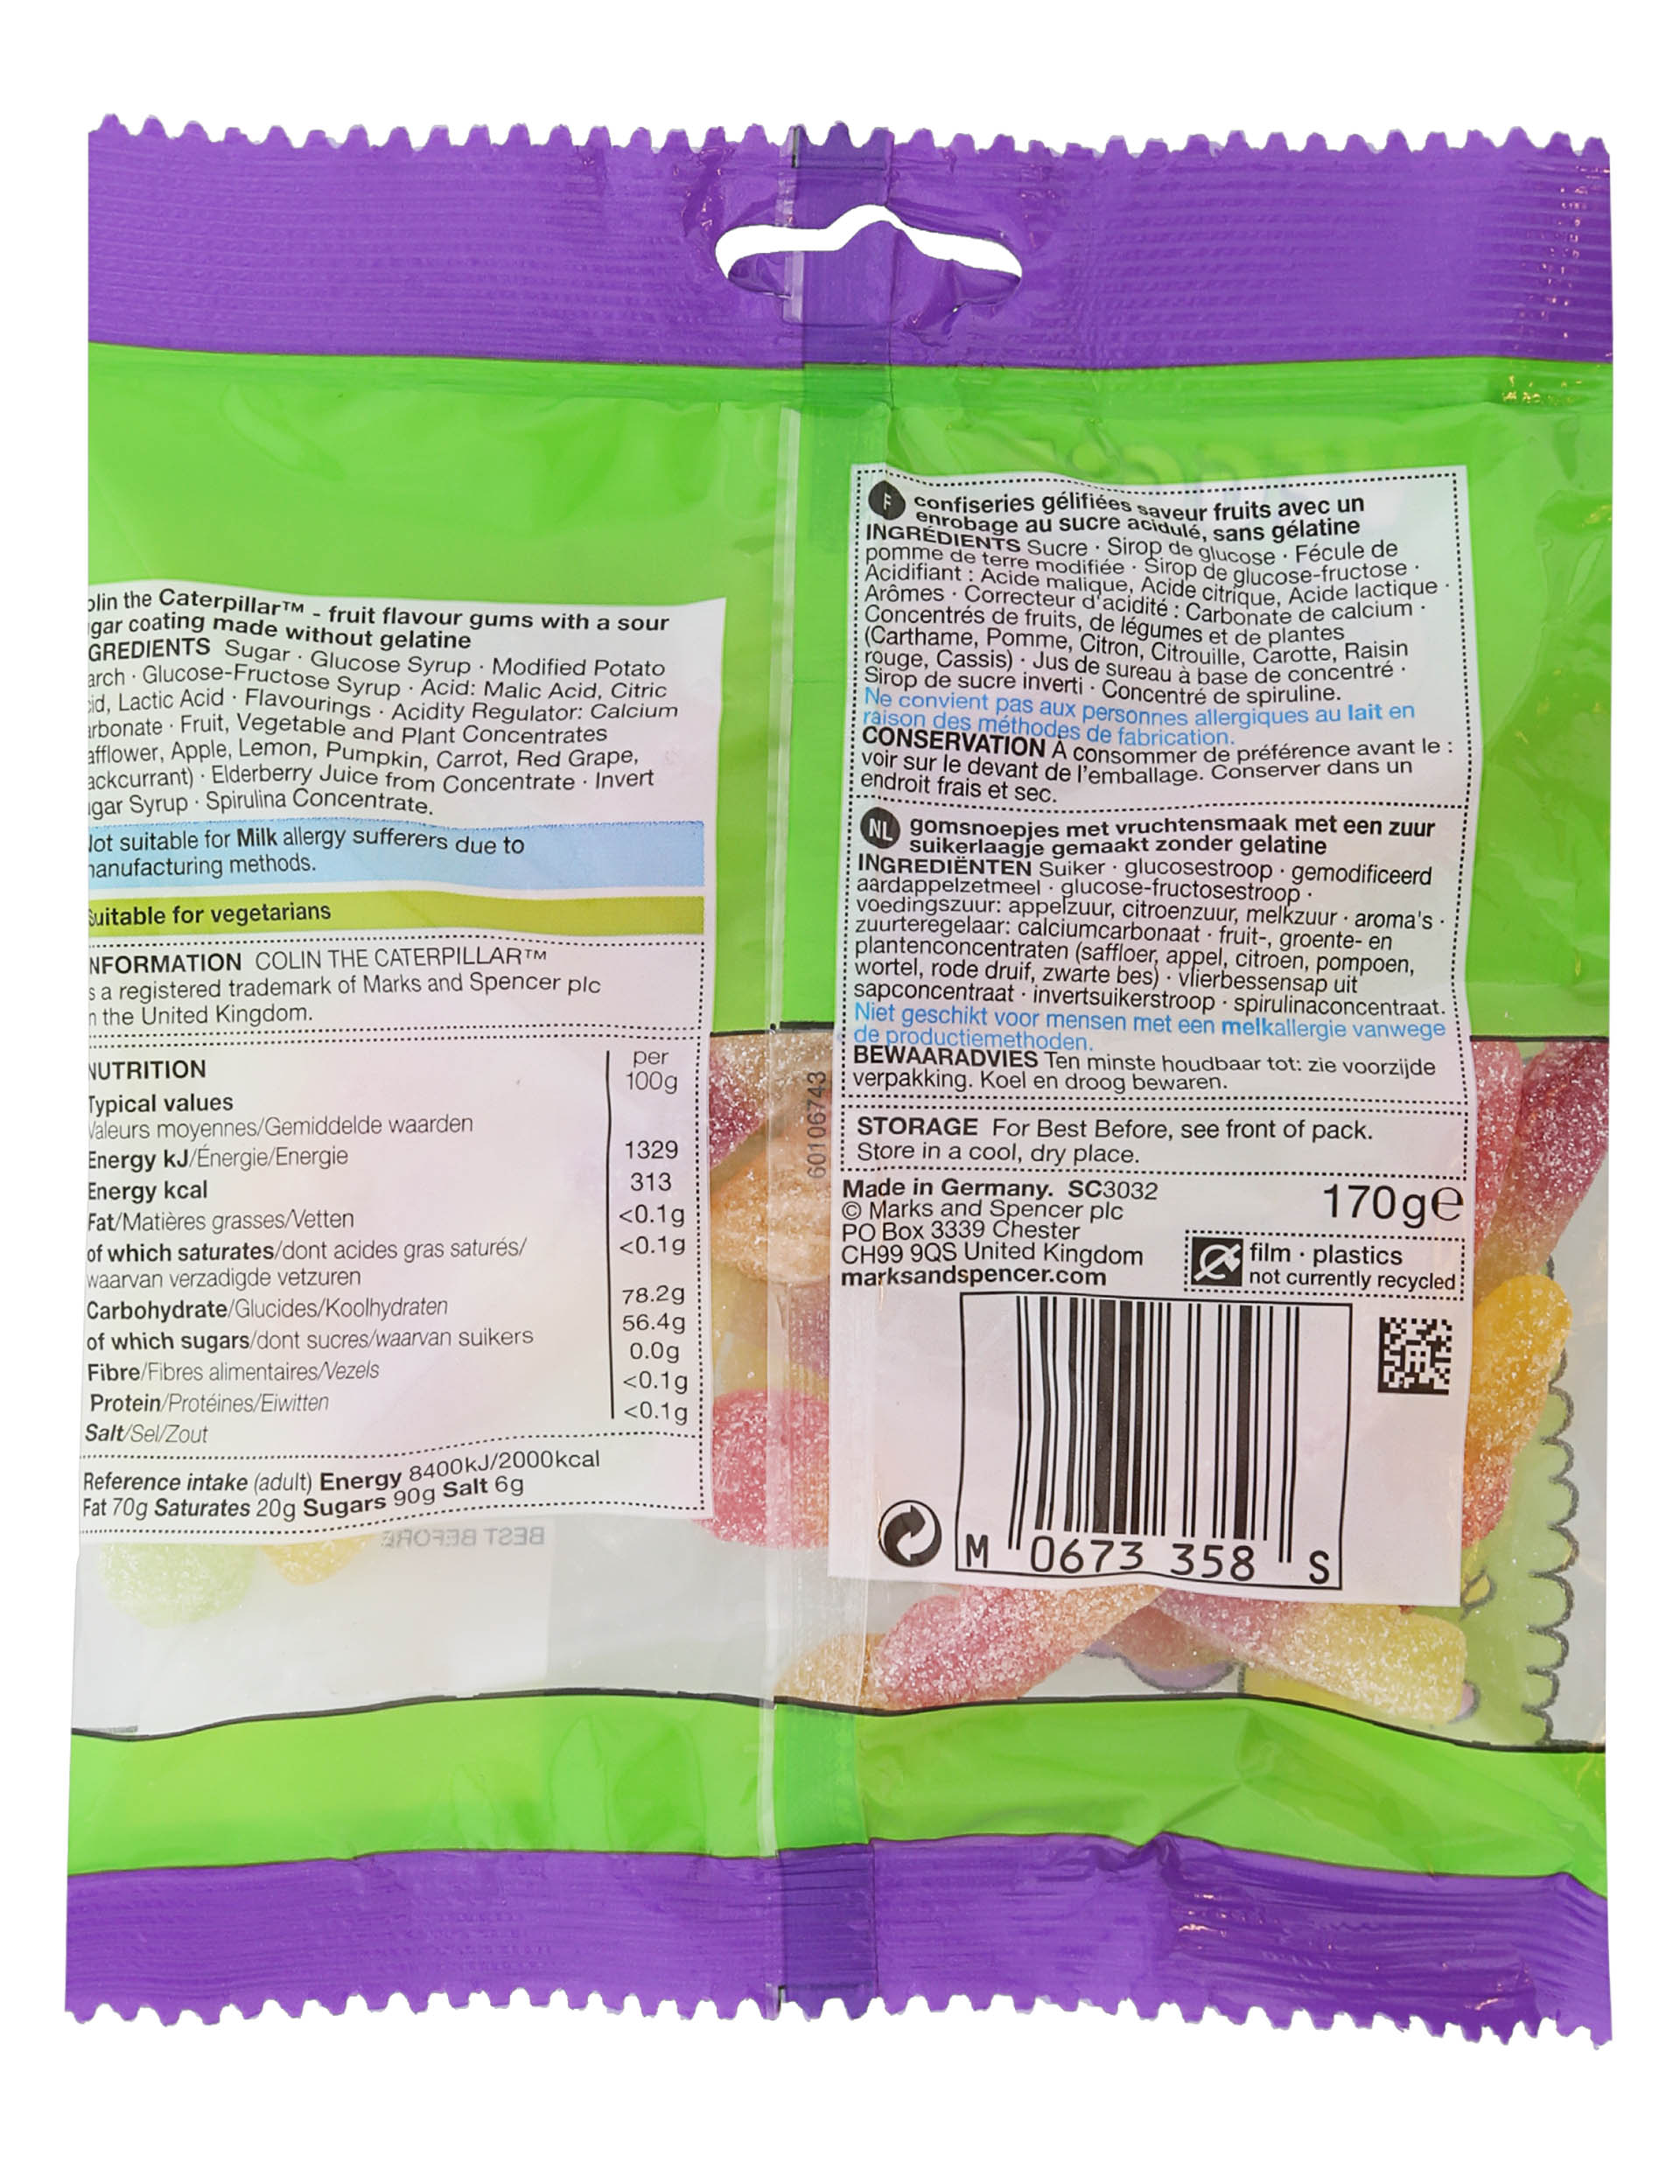 olin the Caterpillar™ - fruit flavour gums with a sour
gar coating made without gelatine
GREDIENTS Sugar · Glucose Syrup · Modified Potato
arch · Glucose-Fructose Syrup · Acid: Malic Acid, Citric
cid, Lactic Acid · Flavourings · Acidity Regulator: Calcium
arbonate · Fruit, Vegetable and Plant Concentrates
afflower, Apple, Lemon, Pumpkin, Carrot, Red Grape,
ackcurrant) · Elderberry Juice from Concentrate · Invert
gar Syrup · Spirulina Concentrate.
Not suitable for Milk allergy sufferers due to
manufacturing methods.
Suitable for vegetarians
NFORMATION COLIN THE CATERPILLAR™
s a registered trademark of Marks and Spencer plc
n the United Kingdom.
NUTRITION per
Typical values 100g
Valeurs moyennes/Gemiddelde waarden
Energy kJ/Énergie/Energie 1329
Energy kcal 313
Fat/Matières grasses/Vetten <0.1g
of which saturates/dont acides gras saturés/ <0.1g
waarvan verzadigde vetzuren
Carbohydrate/Glucides/Koolhydraten 78.2g
of which sugars/dont sucres/waarvan suikers 56.4g
Fibre/Fibres alimentaires/Vezels 0.0g
Protein/Protéines/Eiwitten <0.1g
Salt/Sel/Zout <0.1g
Reference intake (adult) Energy 8400kJ/2000kcal
Fat 70g Saturates 20g Sugars 90g Salt 6g
BEST BEFORE
60106743
F confiseries gélifiées saveur fruits avec un
enrobage au sucre acidulé, sans gélatine
INGRÉDIENTS Sucre · Sirop de glucose · Fécule de
pomme de terre modifiée · Sirop de glucose-fructose ·
Acidifiant : Acide malique, Acide citrique, Acide lactique ·
Arômes · Correcteur d'acidité : Carbonate de calcium ·
Concentrés de fruits, de légumes et de plantes
(Carthame, Pomme, Citron, Citrouille, Carotte, Raisin
rouge, Cassis) · Jus de sureau à base de concentré ·
Sirop de sucre inverti · Concentré de spiruline.
Ne convient pas aux personnes allergiques au lait en
raison des méthodes de fabrication.
CONSERVATION À consommer de préférence avant le :
voir sur le devant de l'emballage. Conserver dans un
endroit frais et sec.
NL gomsnoepjes met vruchtensmaak met een zuur
suikerlaagje gemaakt zonder gelatine
INGREDIËNTEN Suiker · glucosestroop · gemodificeerd
aardappelzetmeel · glucose-fructosestroop ·
voedingszuur: appelzuur, citroenzuur, melkzuur · aroma's ·
zuurteregelaar: calciumcarbonaat · fruit-, groente- en
plantenconcentraten (saffloer, appel, citroen, pompoen,
wortel, rode druif, zwarte bes) · vlierbessensap uit
sapconcentraat · invertsuikerstroop · spirulinaconcentraat.
Niet geschikt voor mensen met een melkallergie vanwege
de productiemethoden.
BEWAARADVIES Ten minste houdbaar tot: zie voorzijde
verpakking. Koel en droog bewaren.
STORAGE For Best Before, see front of pack.
Store in a cool, dry place.
Made in Germany. SC3032
© Marks and Spencer plc
PO Box 3339 Chester
CH99 9QS United Kingdom
marksandspencer.com
170g℮
film · plastics
not currently recycled
M "0673 358" S